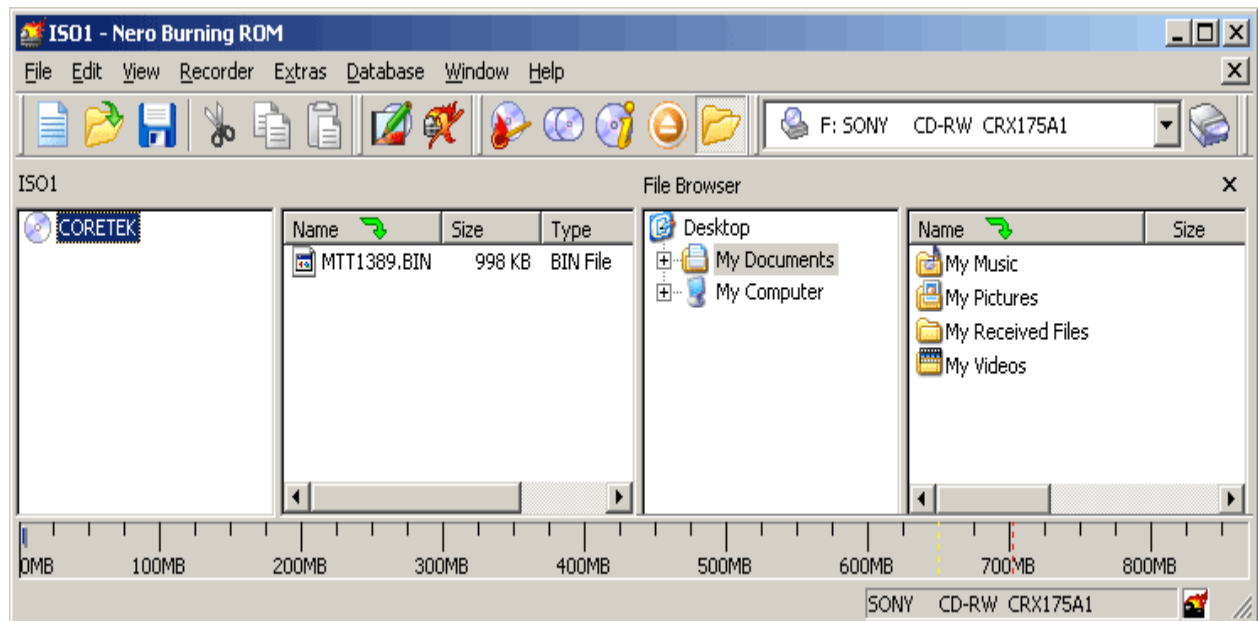 ISO1 - Nero Burning ROM
File Edit View Recorder Extras Database Window Help
F: SONY CD-RW CRX175A1
ISO1
File Browser
CORETEK
Name Size Type
MTT1389.BIN 998 KB BIN File
Desktop
My Documents
My Computer
Name Size
My Music
My Pictures
My Received Files
My Videos
0MB 100MB 200MB 300MB 400MB 500MB 600MB 700MB 800MB
SONY CD-RW CRX175A1